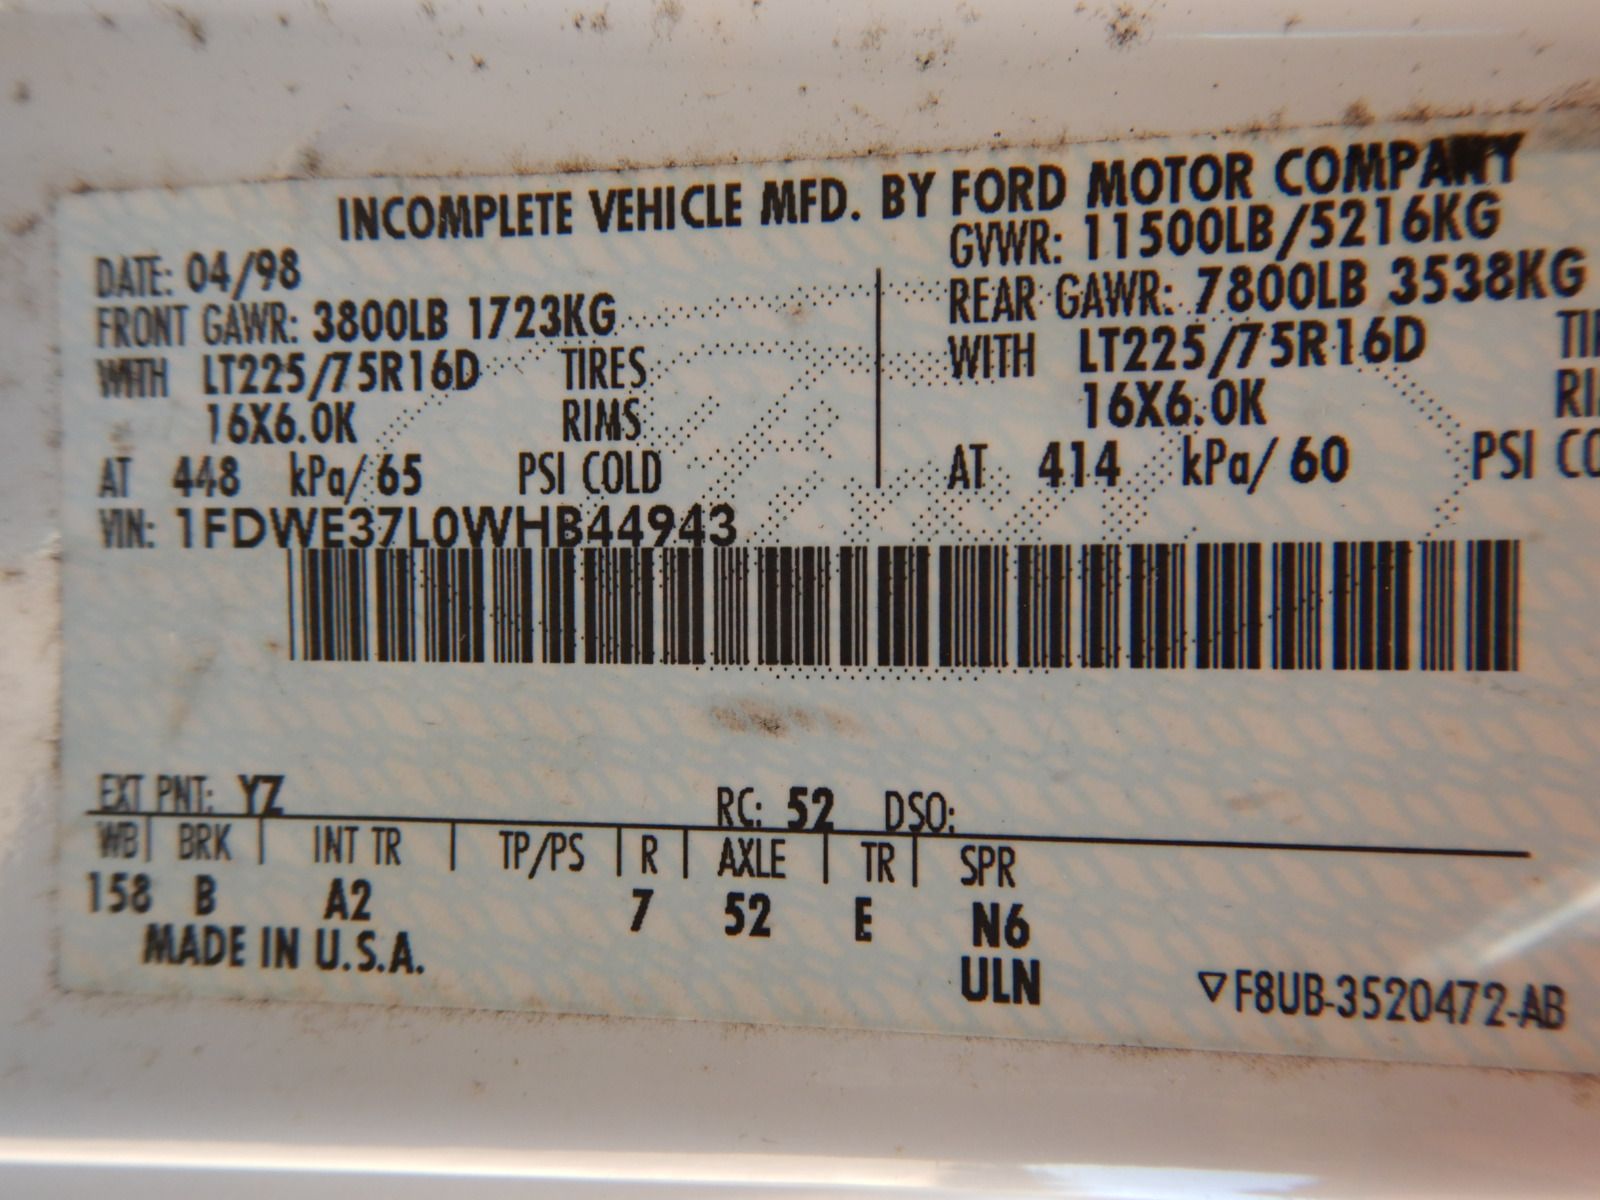 INCOMPLETE VEHICLE MFD. BY FORD MOTOR COMPANY
DATE: 04/98
GVWR: 11500LB/5216KG
FRONT GAWR: 3800LB 1723KG
REAR GAWR: 7800LB 3538KG
WITH LT225/75R16D TIRES
WITH LT225/75R16D TI
16X6.0K RIMS
16X6.0K RI
AT 448 kPa/65 PSI COLD
AT 414 kPa/60 PSI CO
VIN: 1FDWE37L0WHB44943
EXT PNT: YZ RC: 52 DSO:
WB | BRK | INT TR | TP/PS | R | AXLE | TR | SPR
158 B A2 7 52 E N6
MADE IN U.S.A. ULN
▽F8UB-3520472-AB